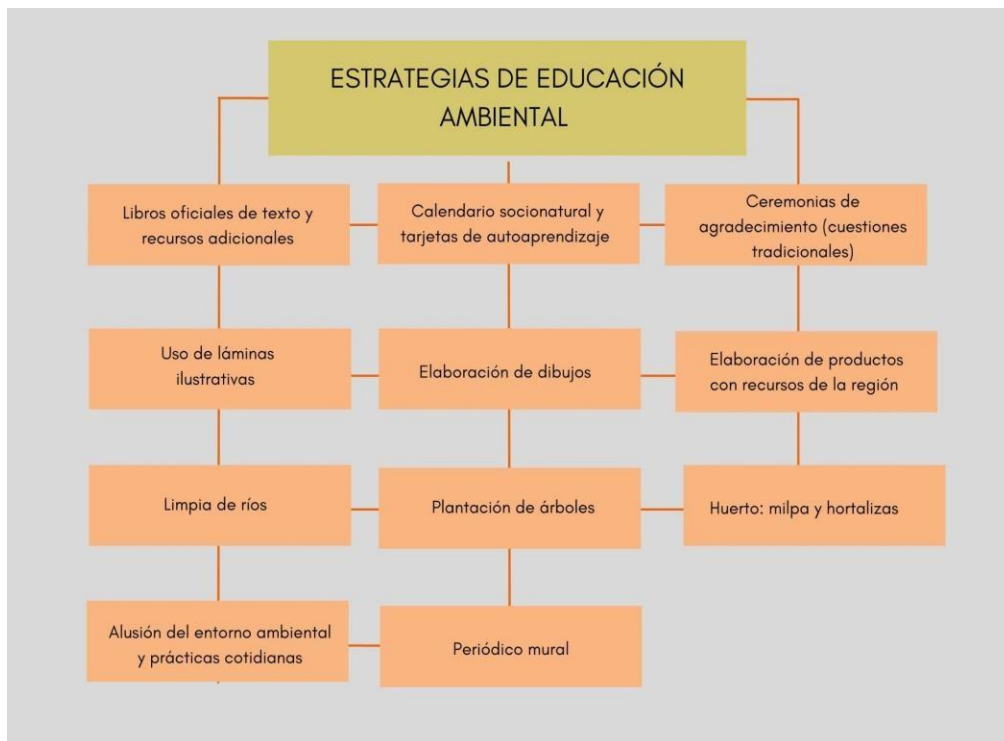 ESTRATEGIAS DE EDUCACIÓN
AMBIENTAL
Libros oficiales de texto y
recursos adicionales
Calendario socionatural y
tarjetas de autoaprendizaje
Ceremonias de
agradecimiento (cuestiones
tradicionales)
Uso de láminas
ilustrativas
Elaboración de dibujos
Elaboración de productos
con recursos de la región
Limpia de ríos
Plantación de árboles
Huerto: milpa y hortalizas
Alusión del entorno ambiental
y prácticas cotidianas
Periódico mural